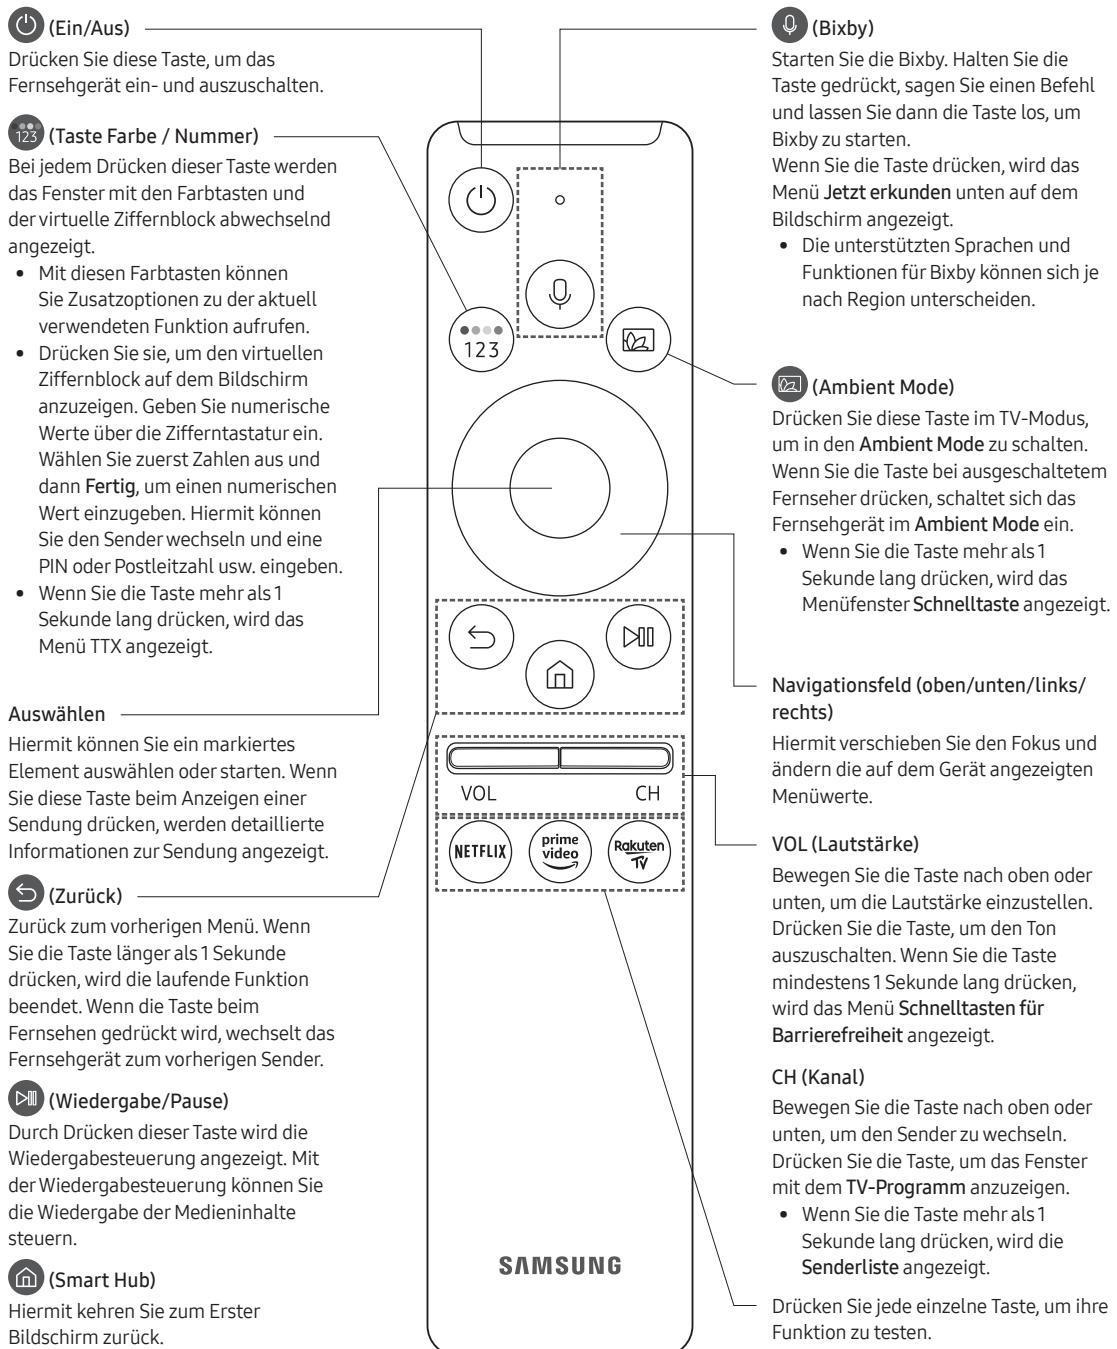 (Ein/Aus)
Drücken Sie diese Taste, um das
Fernsehgerät ein- und auszuschalten.
123 (Taste Farbe / Nummer)
Bei jedem Drücken dieser Taste werden
das Fenster mit den Farbtasten und
der virtuelle Ziffernblock abwechselnd
angezeigt.
• Mit diesen Farbtasten können
Sie Zusatzoptionen zu der aktuell
verwendeten Funktion aufrufen.
• Drücken Sie sie, um den virtuellen
Ziffernblock auf dem Bildschirm
anzuzeigen. Geben Sie numerische
Werte über die Zifferntastatur ein.
Wählen Sie zuerst Zahlen aus und
dann Fertig, um einen numerischen
Wert einzugeben. Hiermit können
Sie den Sender wechseln und eine
PIN oder Postleitzahl usw. eingeben.
• Wenn Sie die Taste mehr als 1
Sekunde lang drücken, wird das
Menü TTX angezeigt.
Auswählen
Hiermit können Sie ein markiertes
Element auswählen oder starten. Wenn
Sie diese Taste beim Anzeigen einer
Sendung drücken, werden detaillierte
Informationen zur Sendung angezeigt.
(Zurück)
Zurück zum vorherigen Menü. Wenn
Sie die Taste länger als 1 Sekunde
drücken, wird die laufende Funktion
beendet. Wenn die Taste beim
Fernsehen gedrückt wird, wechselt das
Fernsehgerät zum vorherigen Sender.
(Wiedergabe/Pause)
Durch Drücken dieser Taste wird die
Wiedergabesteuerung angezeigt. Mit
der Wiedergabesteuerung können Sie
die Wiedergabe der Medieninhalte
steuern.
(Smart Hub)
Hiermit kehren Sie zum Erster
Bildschirm zurück.
123
VOL CH
NETFLIX
prime
video
Rakuten
TV
SAMSUNG
(Bixby)
Starten Sie die Bixby. Halten Sie die
Taste gedrückt, sagen Sie einen Befehl
und lassen Sie dann die Taste los, um
Bixby zu starten.
Wenn Sie die Taste drücken, wird das
Menü Jetzt erkunden unten auf dem
Bildschirm angezeigt.
• Die unterstützten Sprachen und
Funktionen für Bixby können sich je
nach Region unterscheiden.
(Ambient Mode)
Drücken Sie diese Taste im TV-Modus,
um in den Ambient Mode zu schalten.
Wenn Sie die Taste bei ausgeschaltetem
Fernseher drücken, schaltet sich das
Fernsehgerät im Ambient Mode ein.
• Wenn Sie die Taste mehr als 1
Sekunde lang drücken, wird das
Menüfenster Schnelltaste angezeigt.
Navigationsfeld (oben/unten/links/
rechts)
Hiermit verschieben Sie den Fokus und
ändern die auf dem Gerät angezeigten
Menüwerte.
VOL (Lautstärke)
Bewegen Sie die Taste nach oben oder
unten, um die Lautstärke einzustellen.
Drücken Sie die Taste, um den Ton
auszuschalten. Wenn Sie die Taste
mindestens 1 Sekunde lang drücken,
wird das Menü Schnelltasten für
Barrierefreiheit angezeigt.
CH (Kanal)
Bewegen Sie die Taste nach oben oder
unten, um den Sender zu wechseln.
Drücken Sie die Taste, um das Fenster
mit dem TV-Programm anzuzeigen.
• Wenn Sie die Taste mehr als 1
Sekunde lang drücken, wird die
Senderliste angezeigt.
Drücken Sie jede einzelne Taste, um ihre
Funktion zu testen.